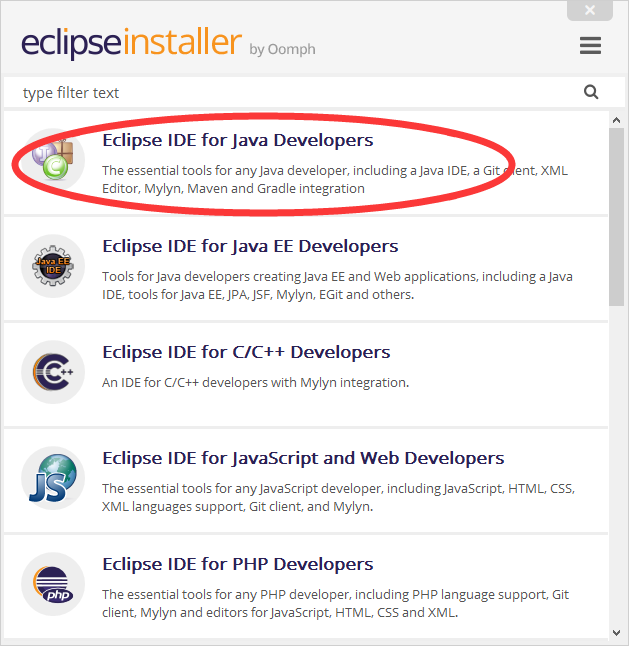 eclipseinstaller by Oomph
type filter text
Eclipse IDE for Java Developers
The essential tools for any Java developer, including a Java IDE, a Git client, XML
Editor, Mylyn, Maven and Gradle integration
Java EE
IDE
Eclipse IDE for Java EE Developers
Tools for Java developers creating Java EE and Web applications, including a Java
IDE, tools for Java EE, JPA, JSF, Mylyn, EGit and others.
C++
Eclipse IDE for C/C++ Developers
An IDE for C/C++ developers with Mylyn integration.
JS
Eclipse IDE for JavaScript and Web Developers
The essential tools for any JavaScript developer, including JavaScript, HTML, CSS,
XML languages support, Git client, and Mylyn.
php
Eclipse IDE for PHP Developers
The essential tools for any PHP developer, including PHP language support, Git
client, Mylyn and editors for JavaScript, HTML, CSS and XML.